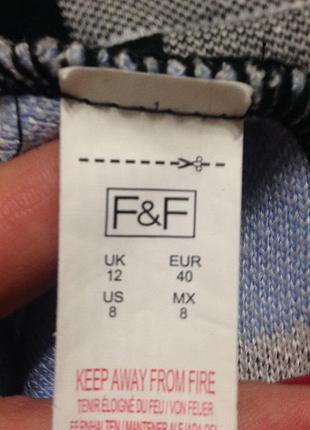 F&F
UK EUR
12 40
US MX
8 8
KEEP AWAY FROM FIRE
TENIR ÉLOIGNÉ DU FEU / VON FEUER